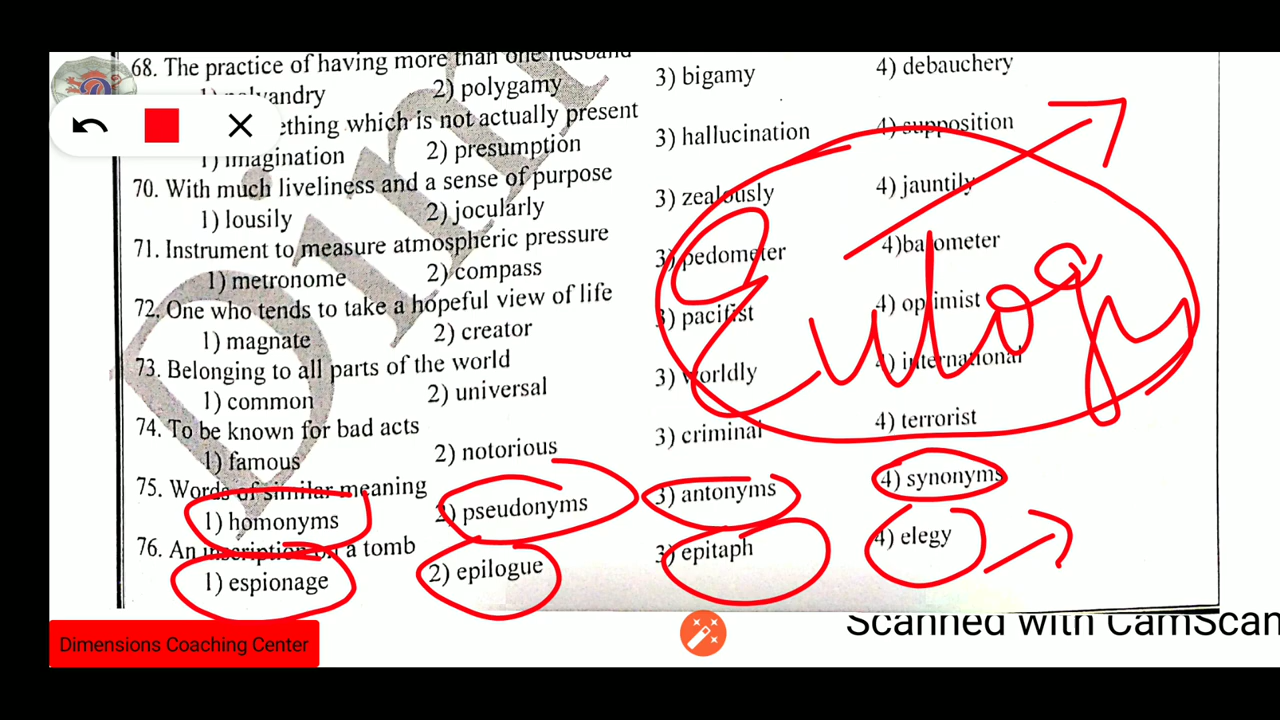 68. The practice of having more than one husband
1) polyandry 2) polygamy 3) bigamy 4) debauchery
ething which is not actually present
1) imagination 2) presumption 3) hallucination 4) supposition
70. With much liveliness and a sense of purpose
1) lousily 2) jocularly 3) zealously 4) jauntily
71. Instrument to measure atmospheric pressure
1) metronome 2) compass 3) pedometer 4) barometer
72. One who tends to take a hopeful view of life
1) magnate 2) creator 3) pacifist 4) optimist
73. Belonging to all parts of the world
1) common 2) universal 3) worldly 4) international
74. To be known for bad acts
1) famous 2) notorious 3) criminal 4) terrorist
75. Words of similar meaning
1) homonyms 2) pseudonyms 3) antonyms 4) synonyms
76. An inscription on a tomb
1) espionage 2) epilogue 3) epitaph 4) elegy
Eulogy
Dim
Dimensions Coaching Center
Scanned with CamScan